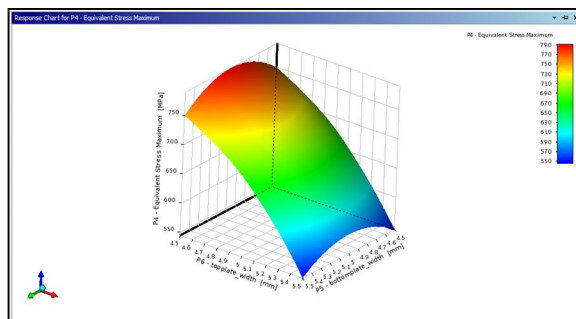 Response Chart for P4 - Equivalent Stress Maximum
P4 - Equivalent Stress Maximum
790
770
750
730
710
690
670
650
630
610
590
570
550
P4 - Equivalent Stress Maximum [MPa]
750
700
650
600
550
4.5 4.6 4.7 4.8 4.9 5 5.1 5.2 5.3 5.4 5.5
P6 - topplate_width [mm]
5.5 5.4 5.3 5.2 5.1 5 4.9 4.8 4.7 4.6 4.5
P5 - bottomplate_width [mm]